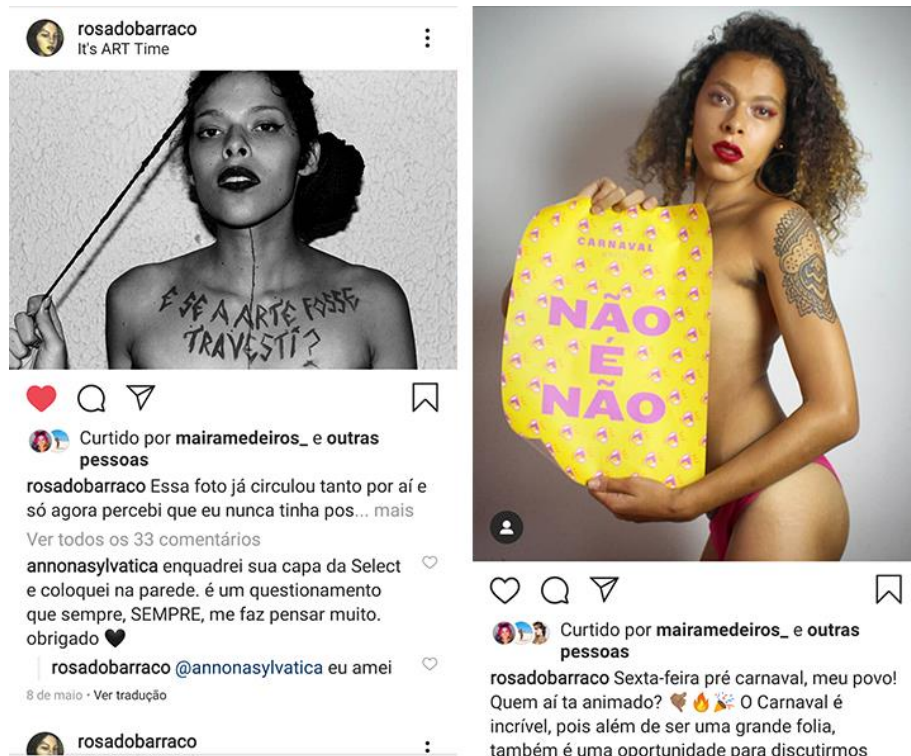 rosadobarraco
It's ART Time
E SE A ARTE FOSSE
TRAVESTI?
Curtido por mairamedeiros_ e outras
pessoas
rosadobarraco Essa foto já circulou tanto por aí e
só agora percebi que eu nunca tinha pos... mais
Ver todos os 33 comentários
annonasylvatica enquadrei sua capa da Select
e coloquei na parede. é um questionamento
que sempre, SEMPRE, me faz pensar muito.
obrigado 🖤
rosadobarraco @annonasylvatica eu amei
8 de maio · Ver tradução
rosadobarraco
CARNAVAL
NÃO
É
NÃO
Curtido por mairamedeiros_ e outras
pessoas
rosadobarraco Sexta-feira pré carnaval, meu povo!
Quem aí ta animado? 👏🏽🔥🎉 O Carnaval é
incrível, pois além de ser uma grande folia,
também é uma oportunidade para discutirmos